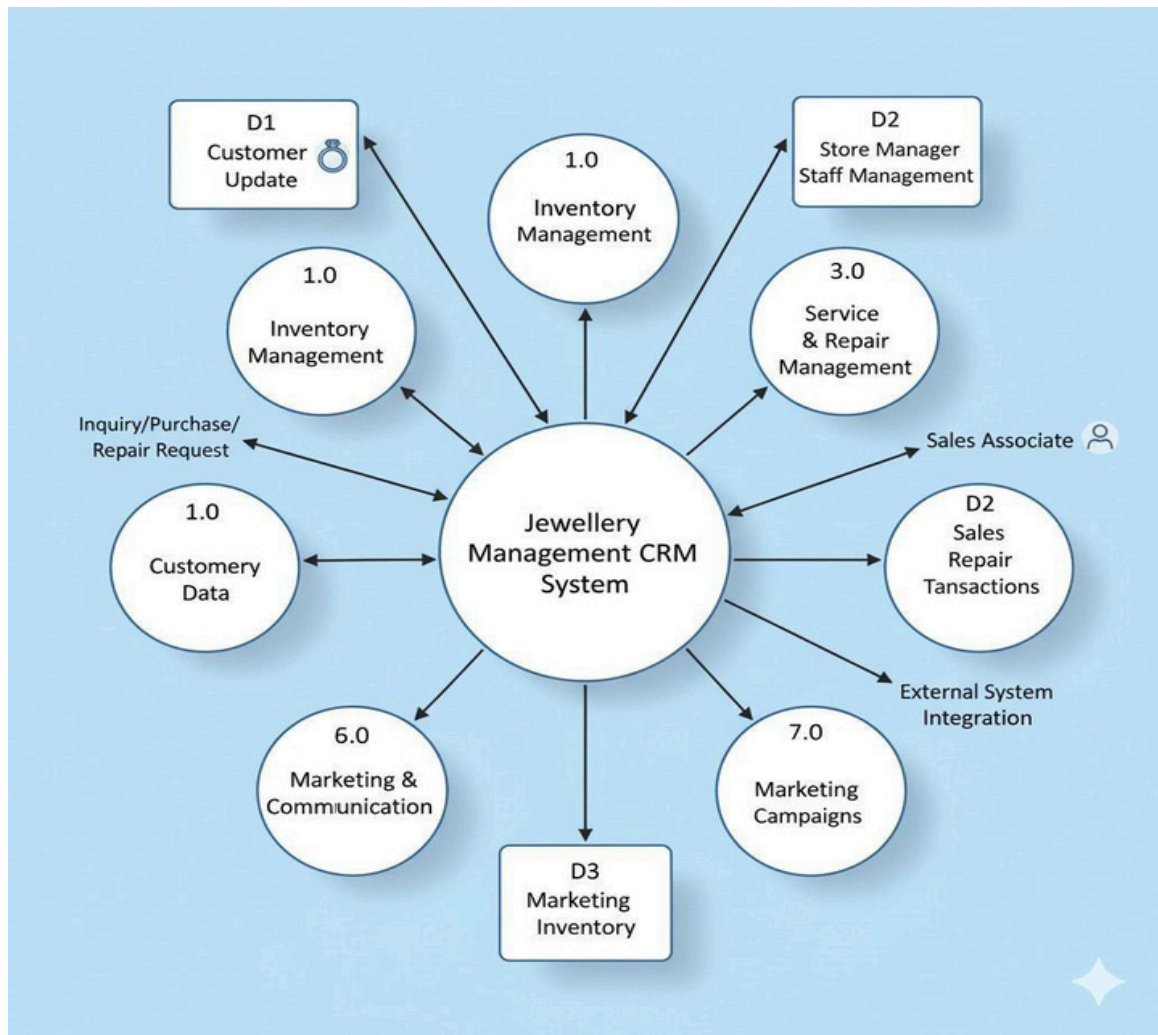 D1
Customer
Update
1.0
Inventory
Management
D2
Store Manager
Staff Management
1.0
Inventory
Management
3.0
Service
& Repair
Management
Inquiry/Purchase/
Repair Request
Sales Associate
1.0
Customery
Data
Jewellery
Management CRM
System
D2
Sales
Repair
Tansactions
External System
Integration
6.0
Marketing &
Communication
7.0
Marketing
Campaigns
D3
Marketing
Inventory